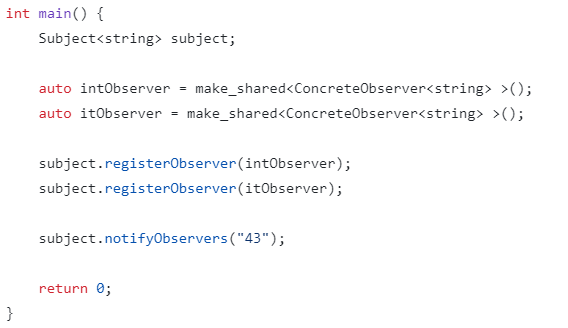 int main() {
    Subject<string> subject;

    auto intObserver = make_shared<ConcreteObserver<string> >();
    auto itObserver = make_shared<ConcreteObserver<string> >();

    subject.registerObserver(intObserver);
    subject.registerObserver(itObserver);

    subject.notifyObservers("43");

    return 0;
}